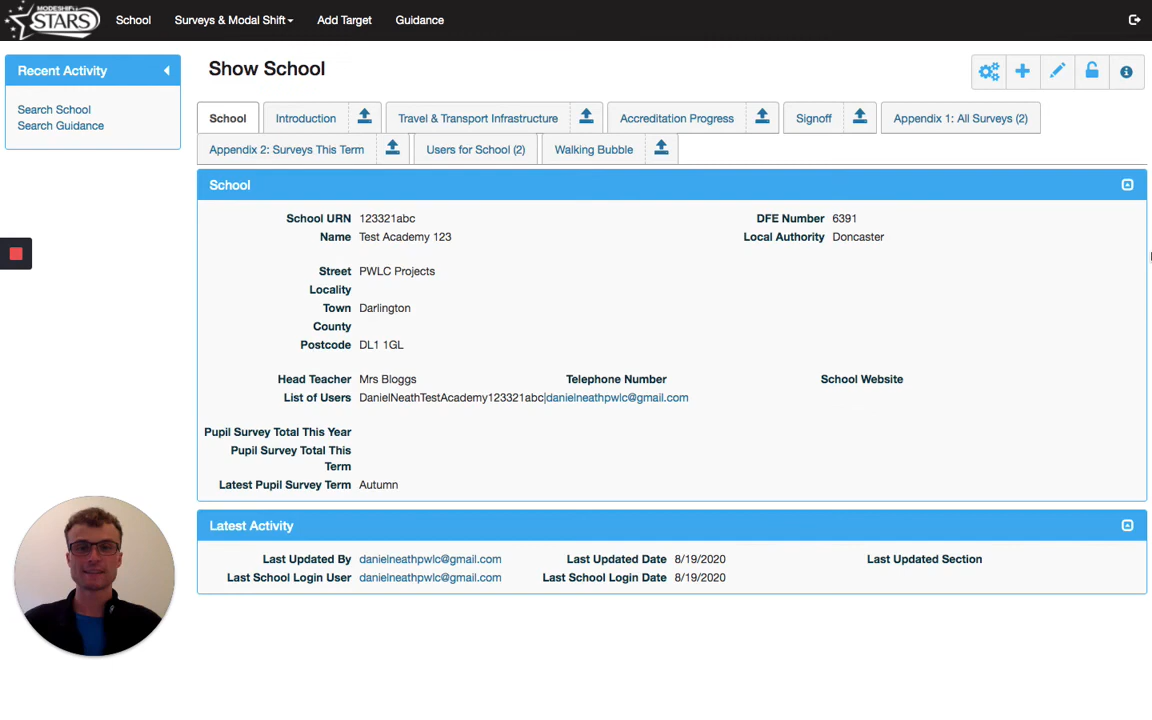 MODESHIFT
STARS
School
Surveys & Modal Shift
Add Target
Guidance
Recent Activity
Search School
Search Guidance
Show School
School
Introduction
Travel & Transport Infrastructure
Accreditation Progress
Signoff
Appendix 1: All Surveys (2)
Appendix 2: Surveys This Term
Users for School (2)
Walking Bubble
School
School URN 123321abc
DFE Number 6391
Name Test Academy 123
Local Authority Doncaster
Street PWLC Projects
Locality
Town Darlington
County
Postcode DL1 1GL
Head Teacher Mrs Bloggs
Telephone Number
School Website
List of Users DanielNeathTestAcademy123321abc|danielneathpwlc@gmail.com
Pupil Survey Total This Year
Pupil Survey Total This
Term
Latest Pupil Survey Term Autumn
Latest Activity
Last Updated By danielneathpwlc@gmail.com
Last Updated Date 8/19/2020
Last Updated Section
Last School Login User danielneathpwlc@gmail.com
Last School Login Date 8/19/2020